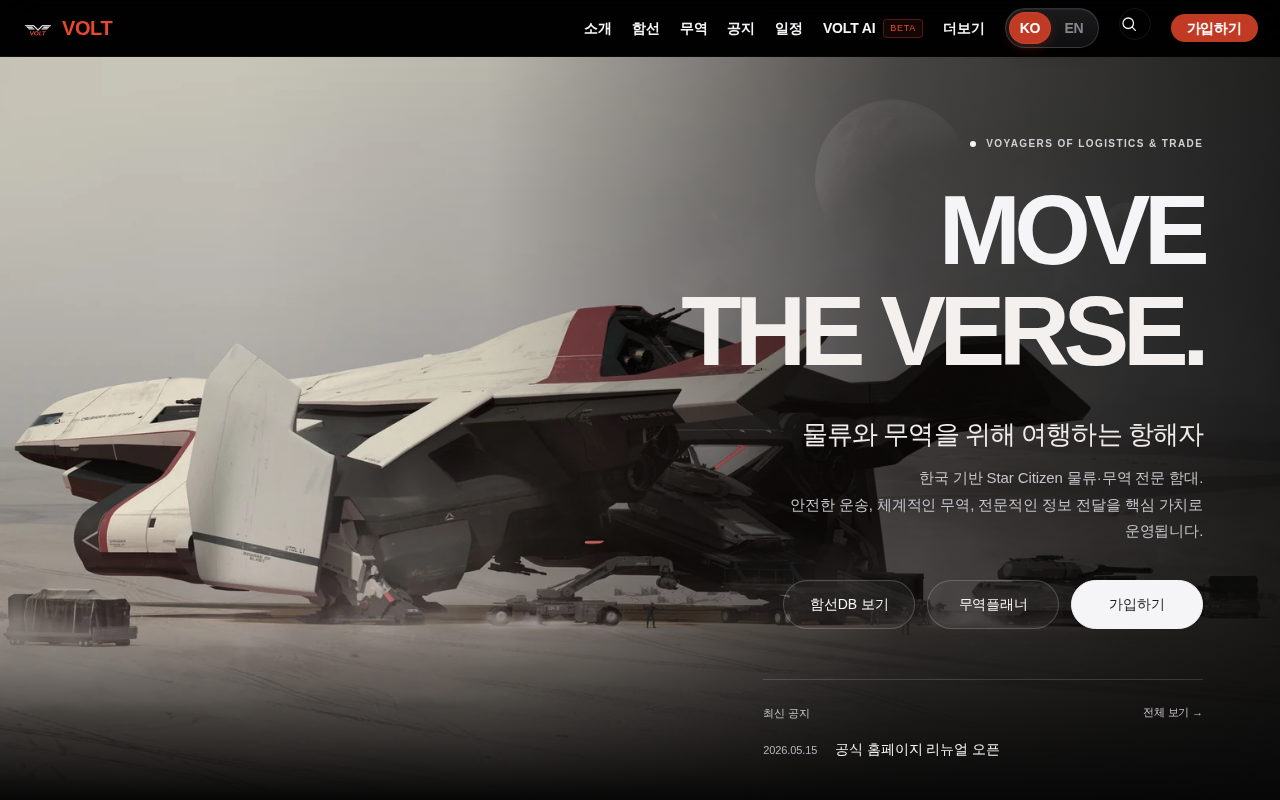 VOLT
VOLT
소개
함선
무역
공지
일정
VOLT AI
BETA
더보기
KO
EN
가입하기
VOYAGERS OF LOGISTICS & TRADE
MOVE
THE VERSE.
물류와 무역을 위해 여행하는 항해자
한국 기반 Star Citizen 물류·무역 전문 함대.
안전한 운송, 체계적인 무역, 전문적인 정보 전달을 핵심 가치로
운영됩니다.
함선DB 보기
무역플래너
가입하기
최신 공지
전체 보기 →
2026.05.15
공식 홈페이지 리뉴얼 오픈
STARLIFTER